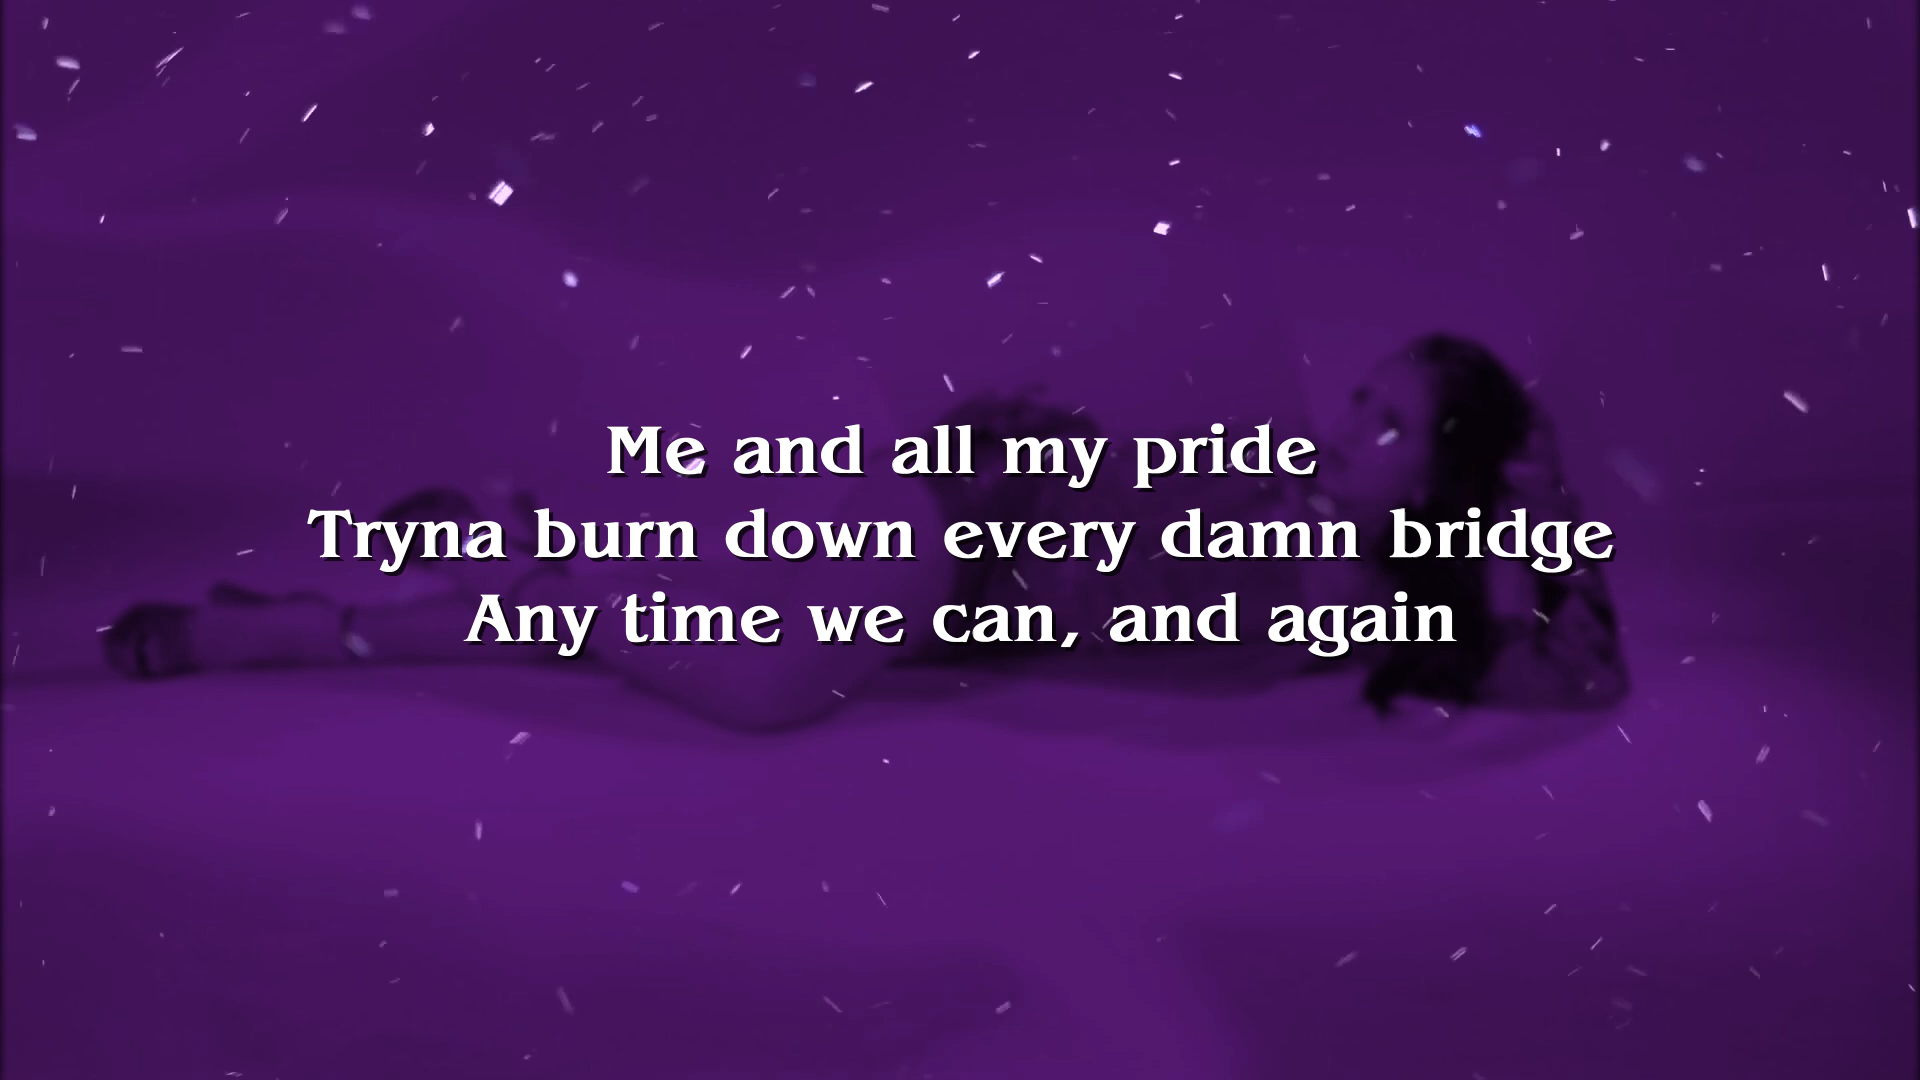 Me and all my pride
Tryna burn down every damn bridge
Any time we can, and again